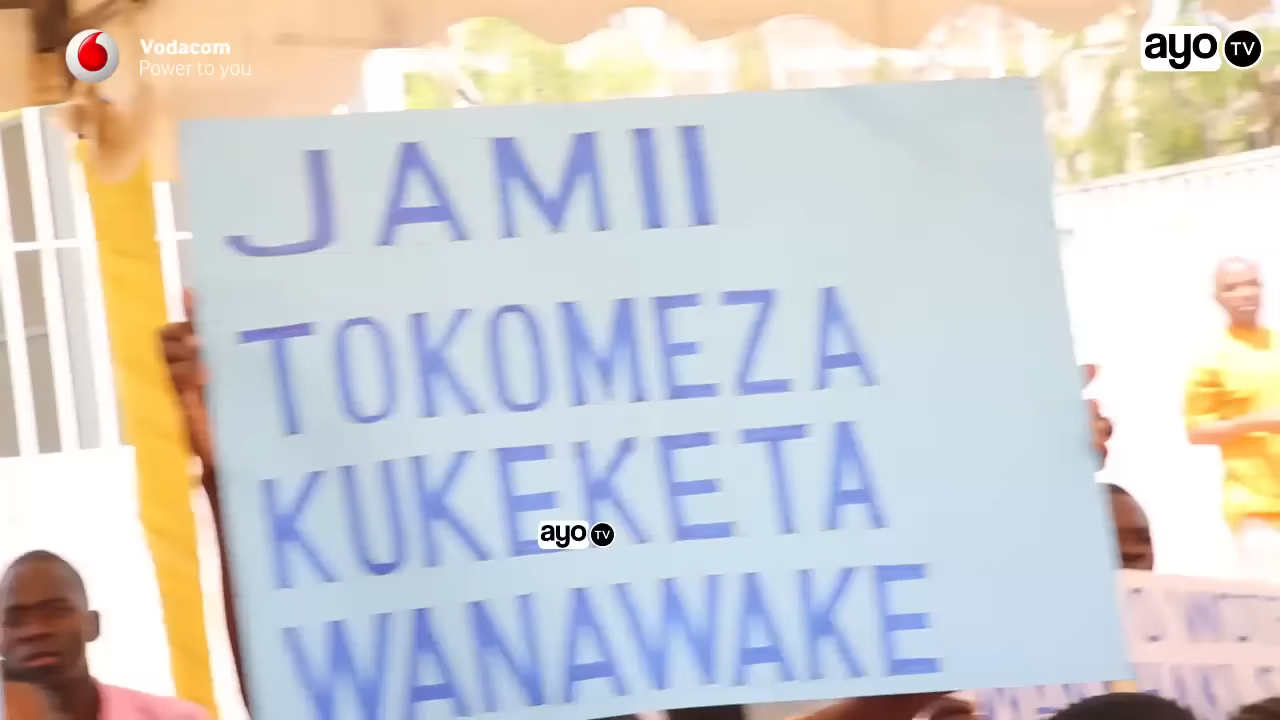 Vodacom
Power to you
ayo TV
JAMII
TOKOMEZA
KUKEKETA
ayo TV
WANAWAKE